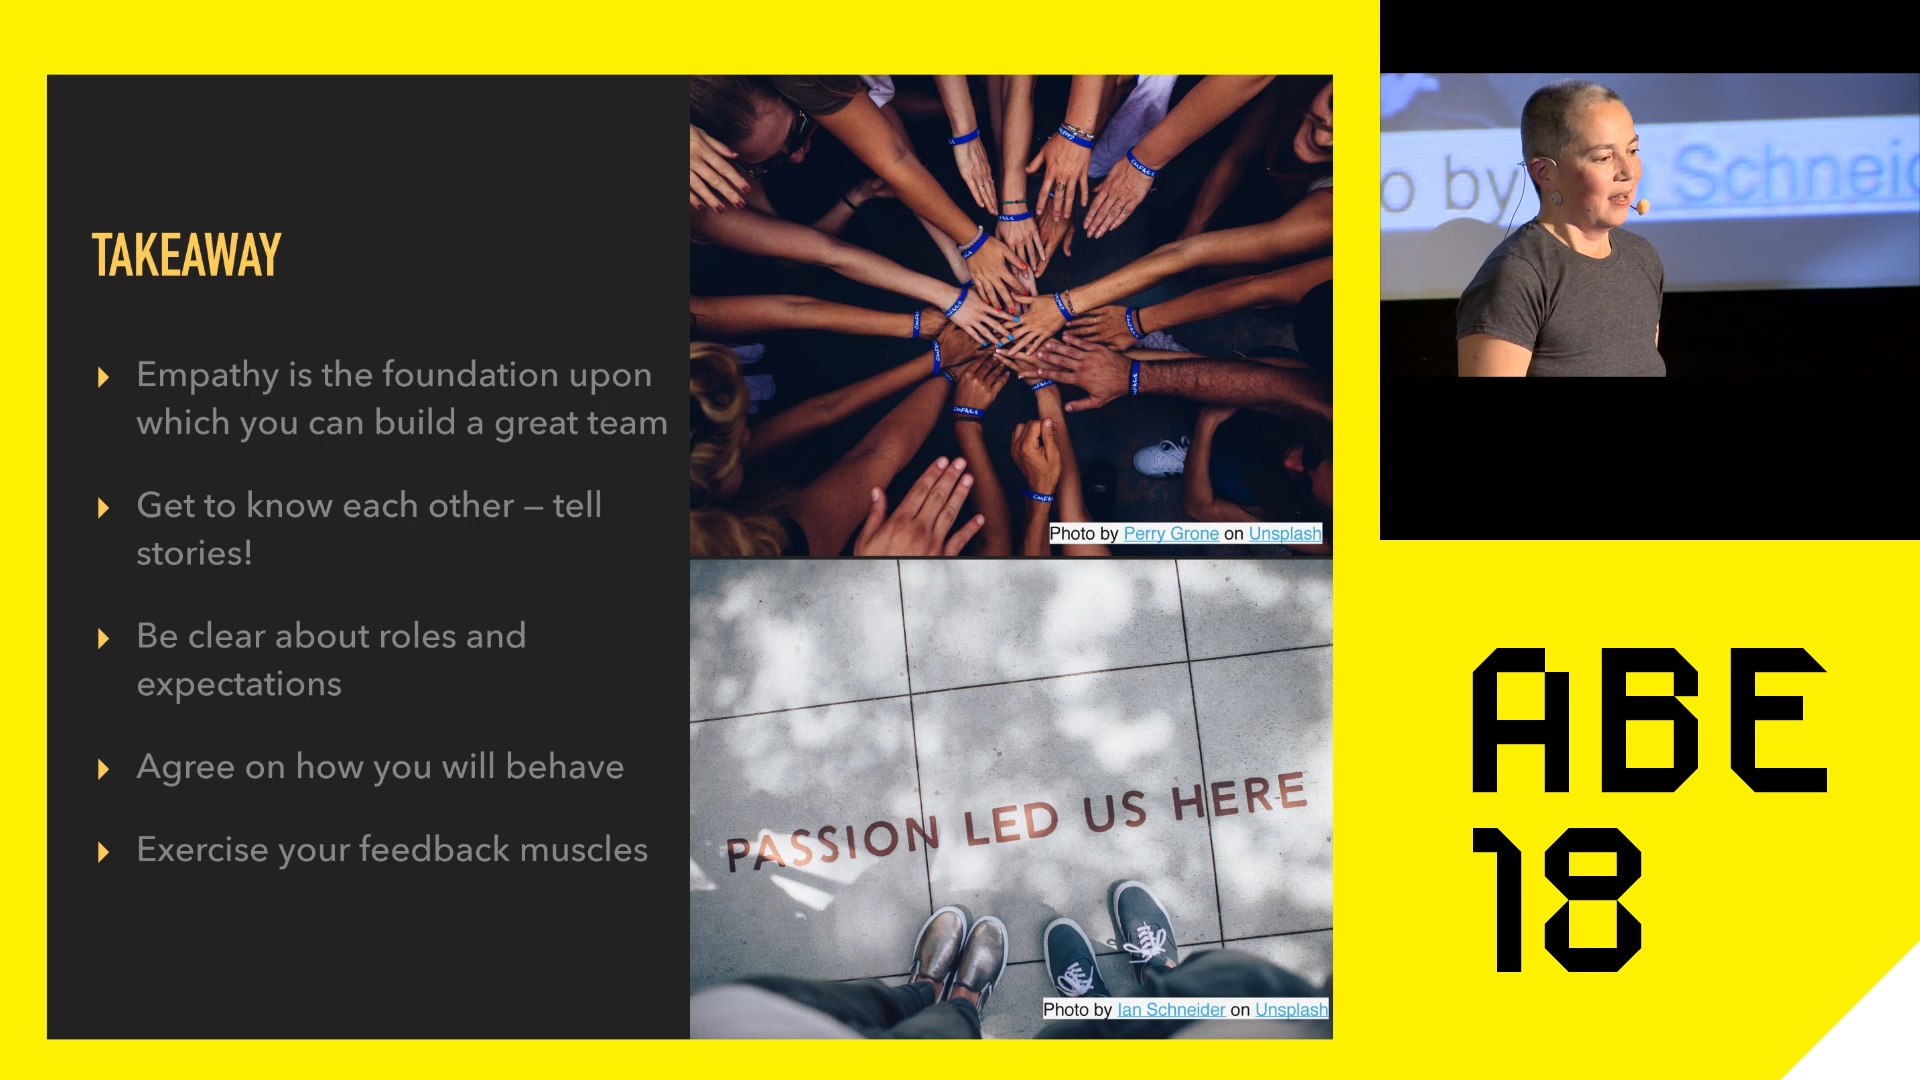 TAKEAWAY
Empathy is the foundation upon
which you can build a great team
Get to know each other – tell
stories!
Be clear about roles and
expectations
Agree on how you will behave
Exercise your feedback muscles
Photo by Perry Grone on Unsplash
PASSION LED US HERE
Photo by Ian Schneider on Unsplash
o by Schneid
ABE
18